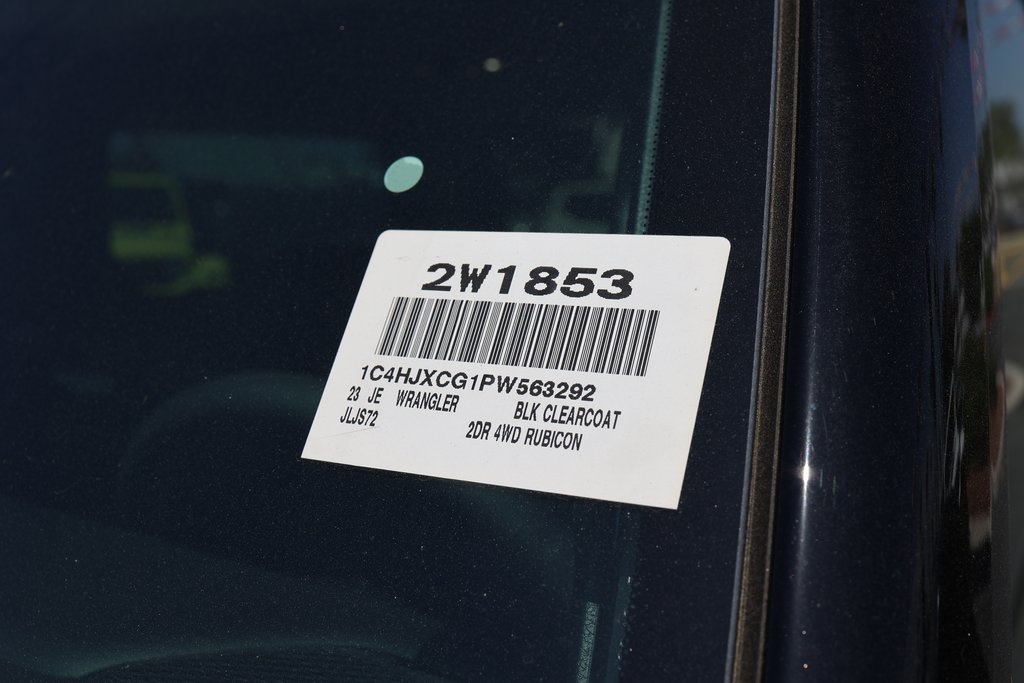 2W1853
1C4HJXCG1PW563292
23 JE WRANGLER BLK CLEARCOAT
JLJS72 2DR 4WD RUBICON